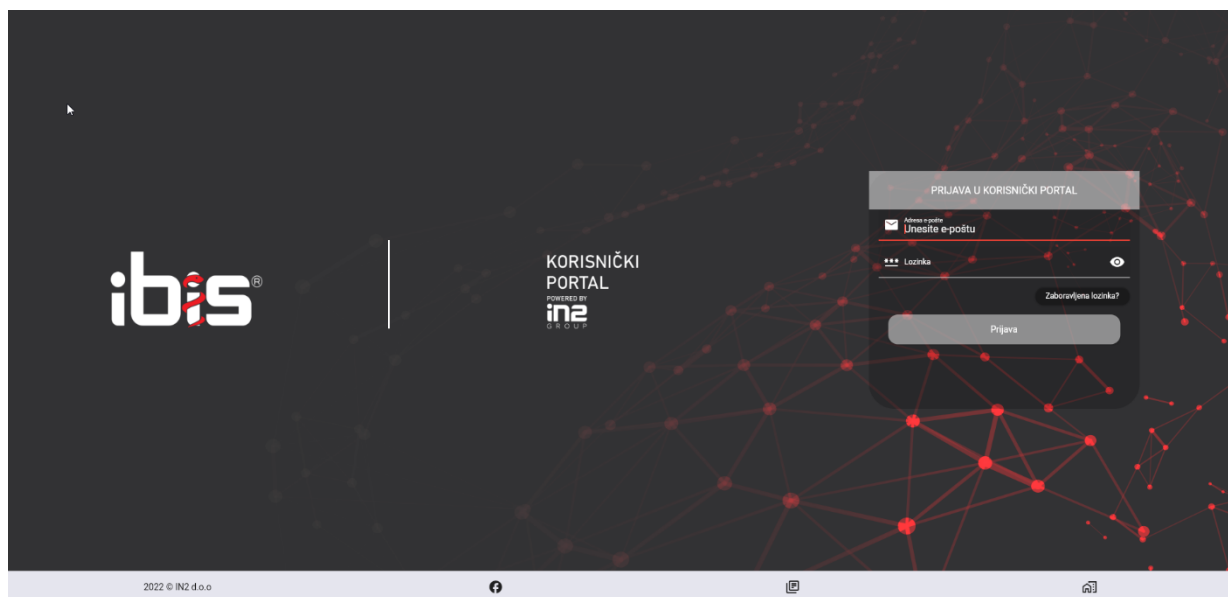 ibis®
KORISNIČKI
PORTAL
POWERED BY
in2
GROUP
PRIJAVA U KORISNIČKI PORTAL
Adresa e-pošte
Unesite e-poštu
*** Lozinka
Zaboravljena lozinka?
Prijava
2022 © IN2 d.o.o